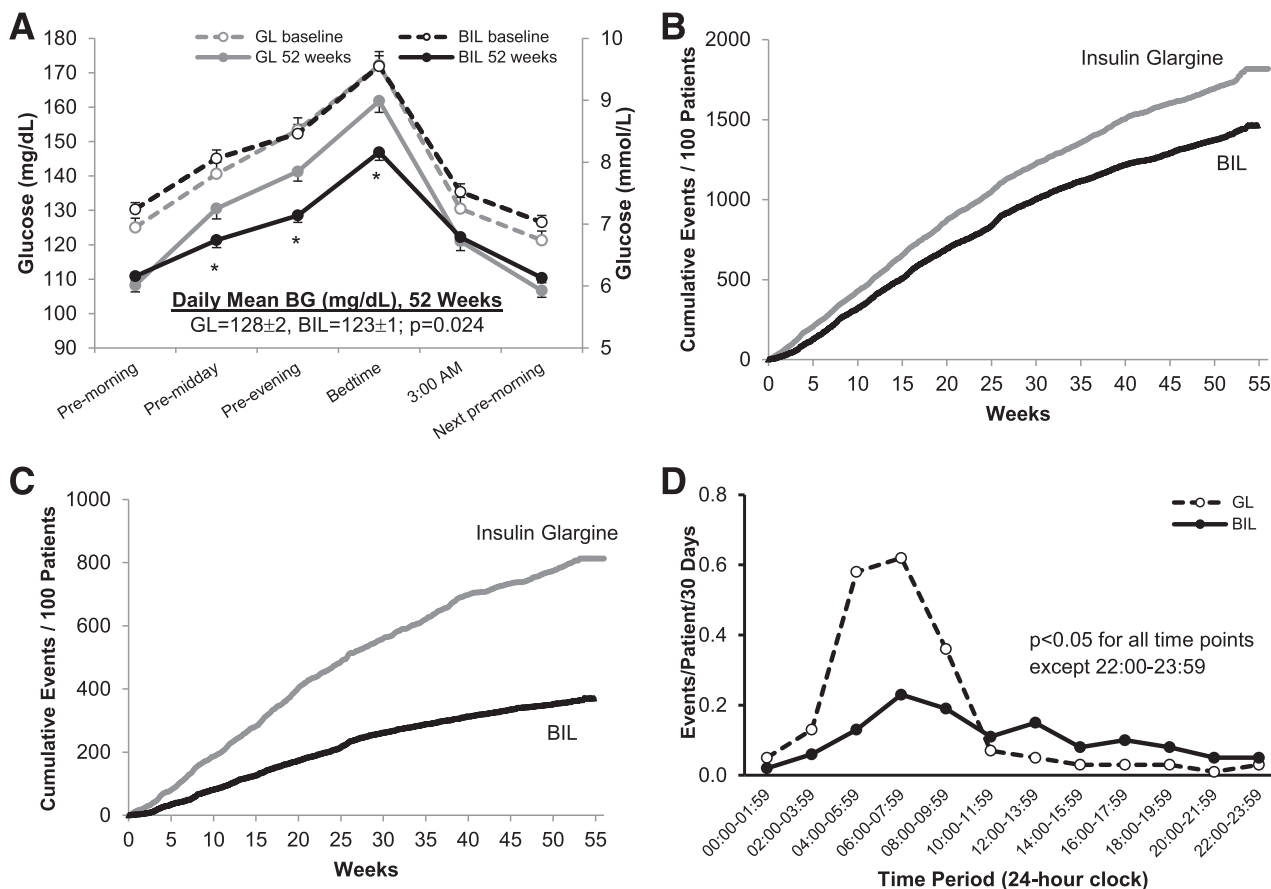 A
GL baseline
BIL baseline
GL 52 weeks
BIL 52 weeks
Glucose (mg/dL)
180
170
160
150
140
130
120
110
100
90
Glucose (mmol/L)
10
9
8
7
6
5
*
*
*
Daily Mean BG (mg/dL), 52 Weeks
GL=128±2, BIL=123±1; p=0.024
Pre-morning
Pre-midday
Pre-evening
Bedtime
3:00 AM
Next pre-morning
B
Cumulative Events / 100 Patients
2000
1500
1000
500
0
Insulin Glargine
BIL
0 5 10 15 20 25 30 35 40 45 50 55
Weeks
C
Cumulative Events / 100 Patients
1000
800
600
400
200
0
Insulin Glargine
BIL
0 5 10 15 20 25 30 35 40 45 50 55
Weeks
D
Events/Patient/30 Days
0.8
0.6
0.4
0.2
0.0
GL
BIL
p<0.05 for all time points
except 22:00-23:59
00:00-01:59
02:00-03:59
04:00-05:59
06:00-07:59
08:00-09:59
10:00-11:59
12:00-13:59
14:00-15:59
16:00-17:59
18:00-19:59
20:00-21:59
22:00-23:59
Time Period (24-hour clock)